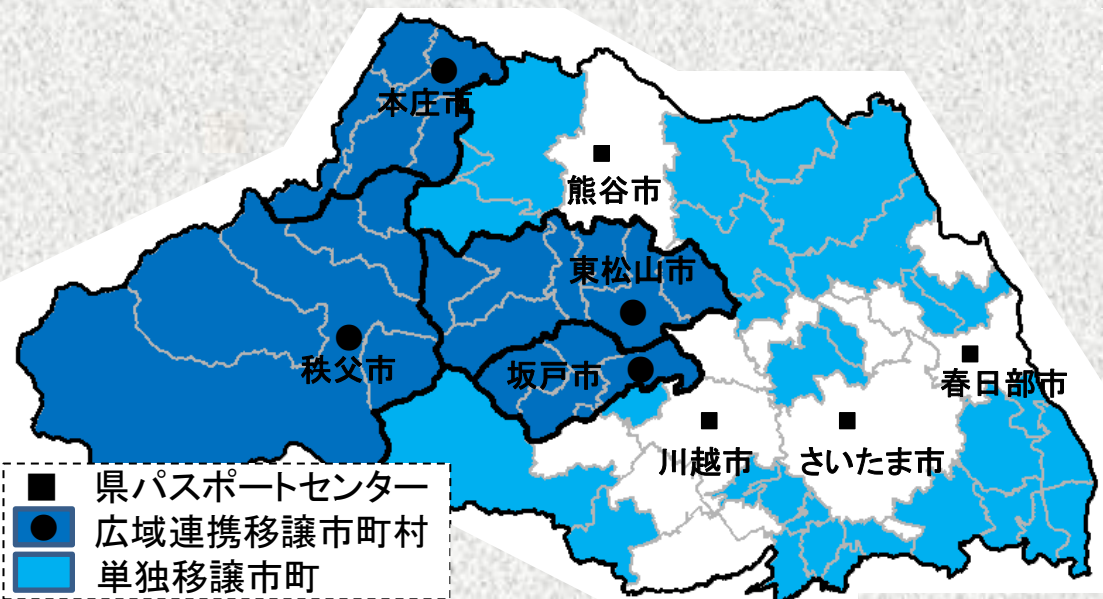 本庄市
熊谷市
東松山市
秩父市
坂戸市
春日部市
川越市
さいたま市
県パスポートセンター
広域連携移譲市町村
単独移譲市町